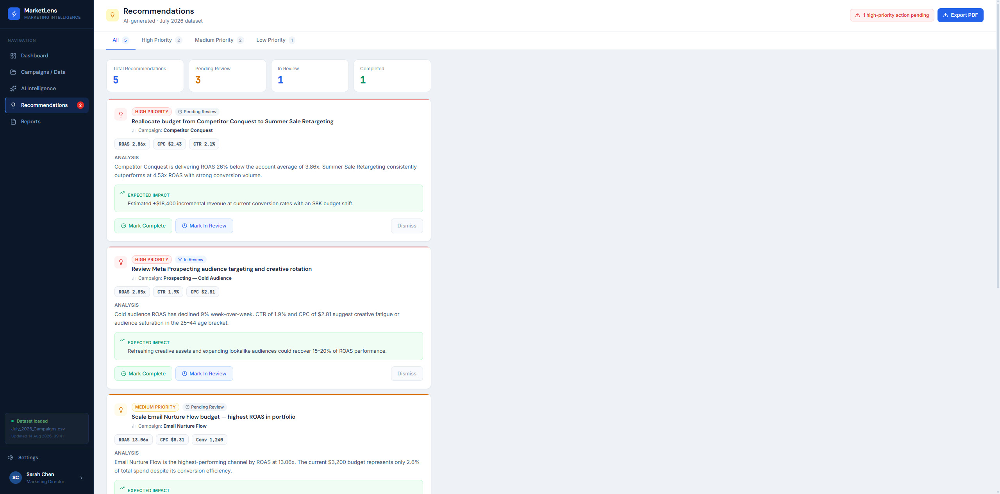 MarketLens
MARKETING INTELLIGENCE
NAVIGATION
Dashboard
Campaigns / Data
AI Intelligence
Recommendations 2
Reports
Dataset loaded
July_2026_Campaigns.csv
Updated 14 Aug 2026, 09:41
Settings
SC
Sarah Chen
Marketing Director
Recommendations
AI-generated · July 2026 dataset
1 high-priority action pending
Export PDF
All 5 High Priority 2 Medium Priority 2 Low Priority 1
Total Recommendations
5
Pending Review
3
In Review
1
Completed
1
HIGH PRIORITY Pending Review
Reallocate budget from Competitor Conquest to Summer Sale Retargeting
Campaign: Competitor Conquest
ROAS 2.86x CPC $2.43 CTR 2.1%
ANALYSIS
Competitor Conquest is delivering ROAS 26% below the account average of 3.86x. Summer Sale Retargeting consistently
outperforms at 4.53x ROAS with strong conversion volume.
EXPECTED IMPACT
Estimated +$18,400 incremental revenue at current conversion rates with an $8K budget shift.
Mark Complete Mark In Review Dismiss
HIGH PRIORITY In Review
Review Meta Prospecting audience targeting and creative rotation
Campaign: Prospecting — Cold Audience
ROAS 2.85x CTR 1.9% CPC $2.81
ANALYSIS
Cold audience ROAS has declined 9% week-over-week. CTR of 1.9% and CPC of $2.81 suggest creative fatigue or
audience saturation in the 25–44 age bracket.
EXPECTED IMPACT
Refreshing creative assets and expanding lookalike audiences could recover 15–20% of ROAS performance.
Mark Complete Mark In Review Dismiss
MEDIUM PRIORITY Pending Review
Scale Email Nurture Flow budget — highest ROAS in portfolio
Campaign: Email Nurture Flow
ROAS 13.06x CPC $0.31 Conv 1,240
ANALYSIS
Email Nurture Flow is the highest-performing channel by ROAS at 13.06x. The current $3,200 budget represents only 2.6%
of total spend despite its conversion efficiency.
EXPECTED IMPACT